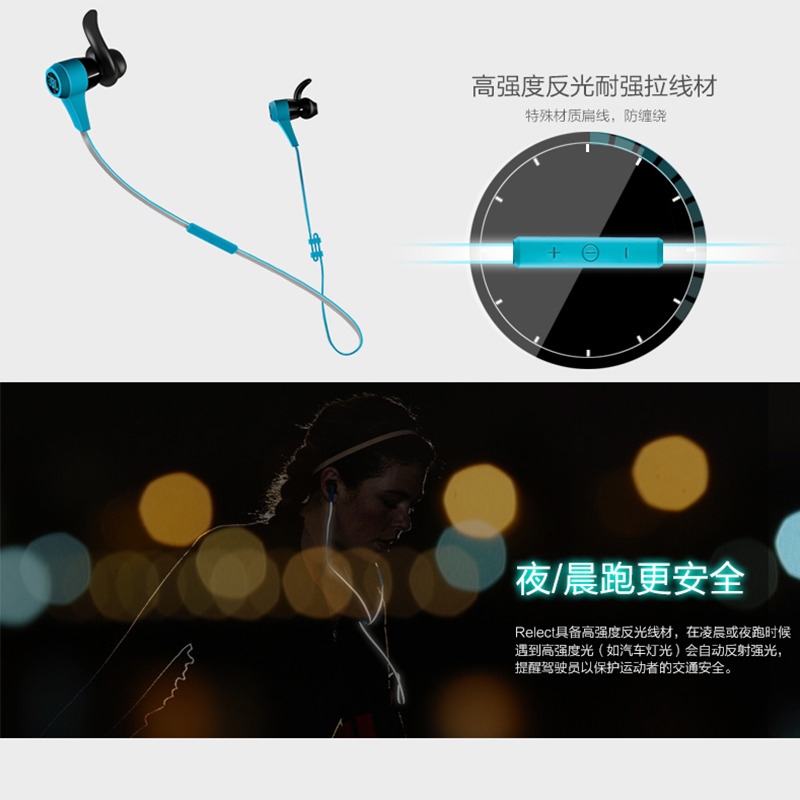 高强度反光耐强拉线材
特殊材质扁线，防缠绕
夜/晨跑更安全
Relect具备高强度反光线材，在凌晨或夜跑时候
遇到高强度光（如汽车灯光）会自动反射强光，
提醒驾驶员以保护运动者的交通安全。